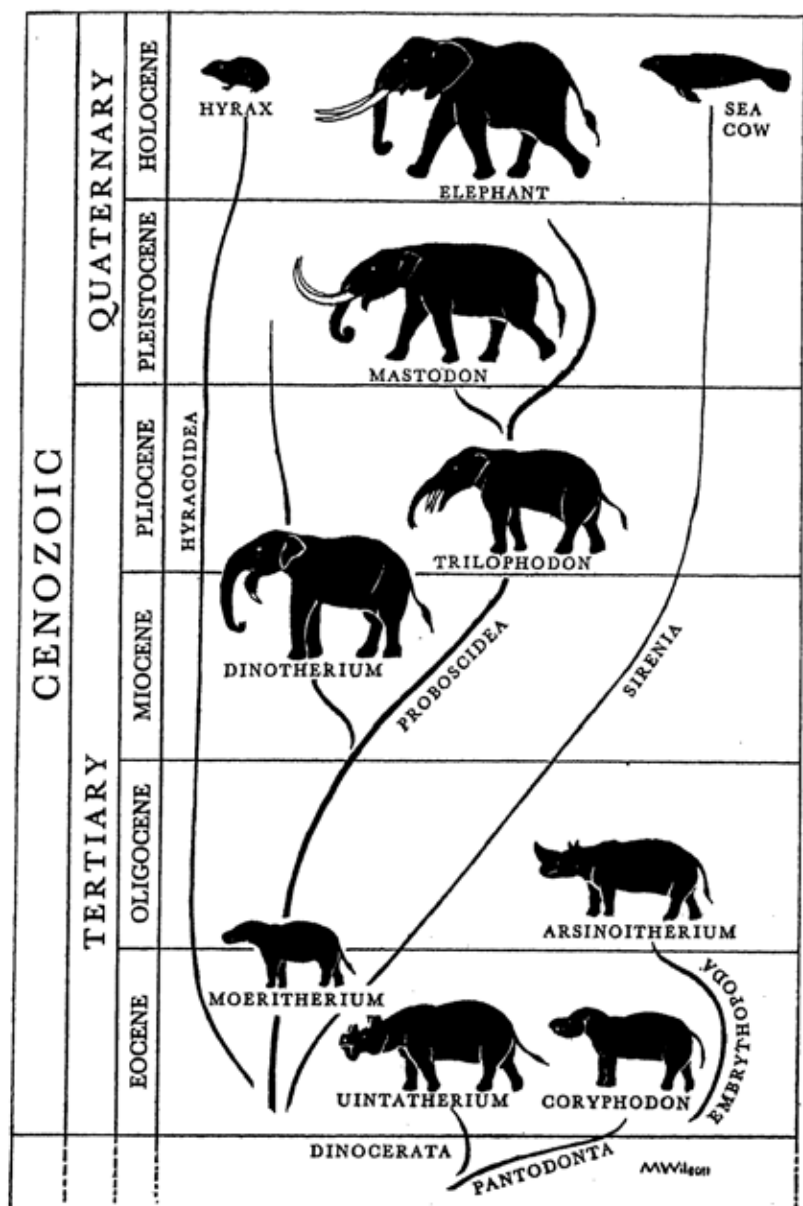 CENOZOIC
QUATERNARY
TERTIARY
HOLOCENE
PLEISTOCENE
PLIOCENE
MIOCENE
OLIGOCENE
EOCENE
HYRAX
ELEPHANT
SEA
COW
MASTODON
HYRACOIDEA
TRILOPHODON
DINOTHERIUM
PROBOSCIDEA
SIRENIA
ARSINOITHERIUM
MOERITHERIUM
EMBRYTHOPODA
UINTATHERIUM
CORYPHODON
DINOCERATA
PANTODONTA
MWilson